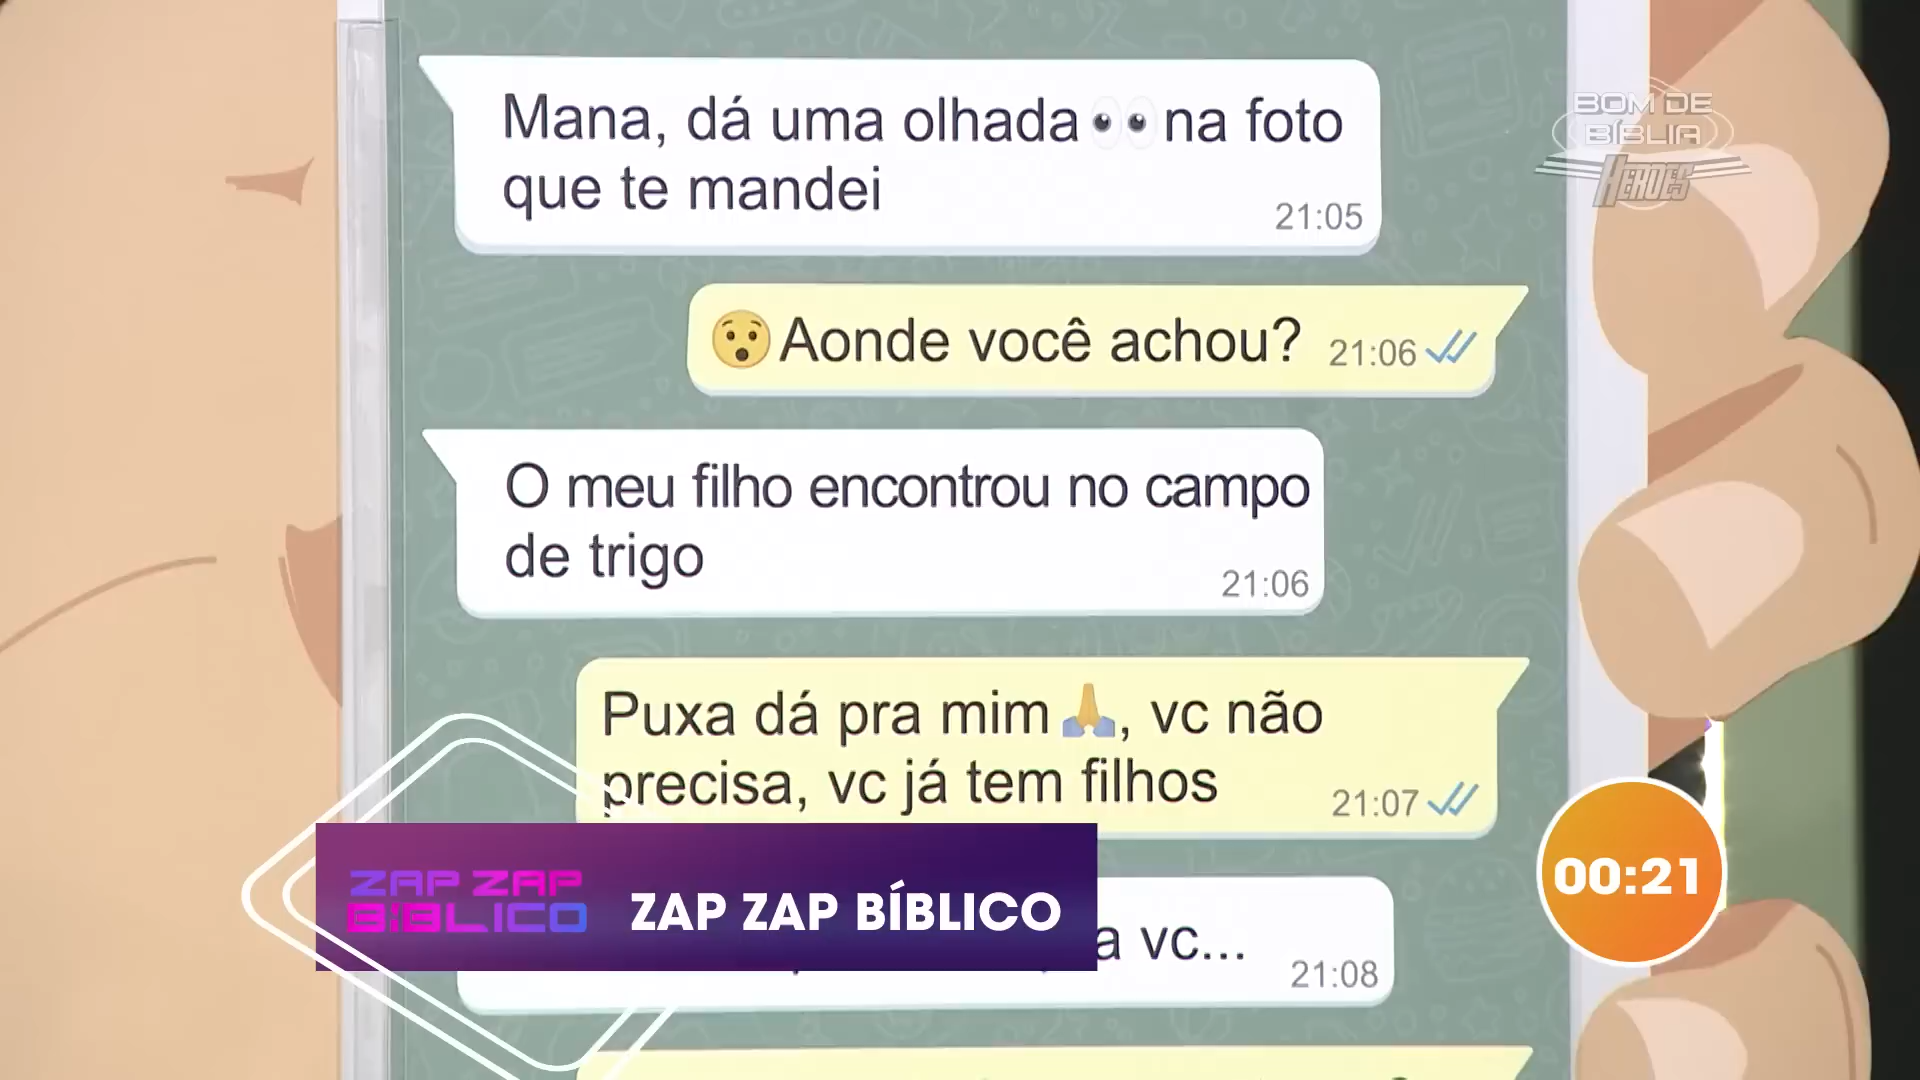 Mana, dá uma olhada👀na foto
que te mandei
21:05
BOM DE
BÍBLIA
HEROES
😯Aonde você achou? 21:06
O meu filho encontrou no campo
de trigo
21:06
Puxa dá pra mim🙏, vc não
precisa, vc já tem filhos
21:07
ZAP ZAP
BÍBLICO
ZAP ZAP BÍBLICO
00:21
a vc...
21:08